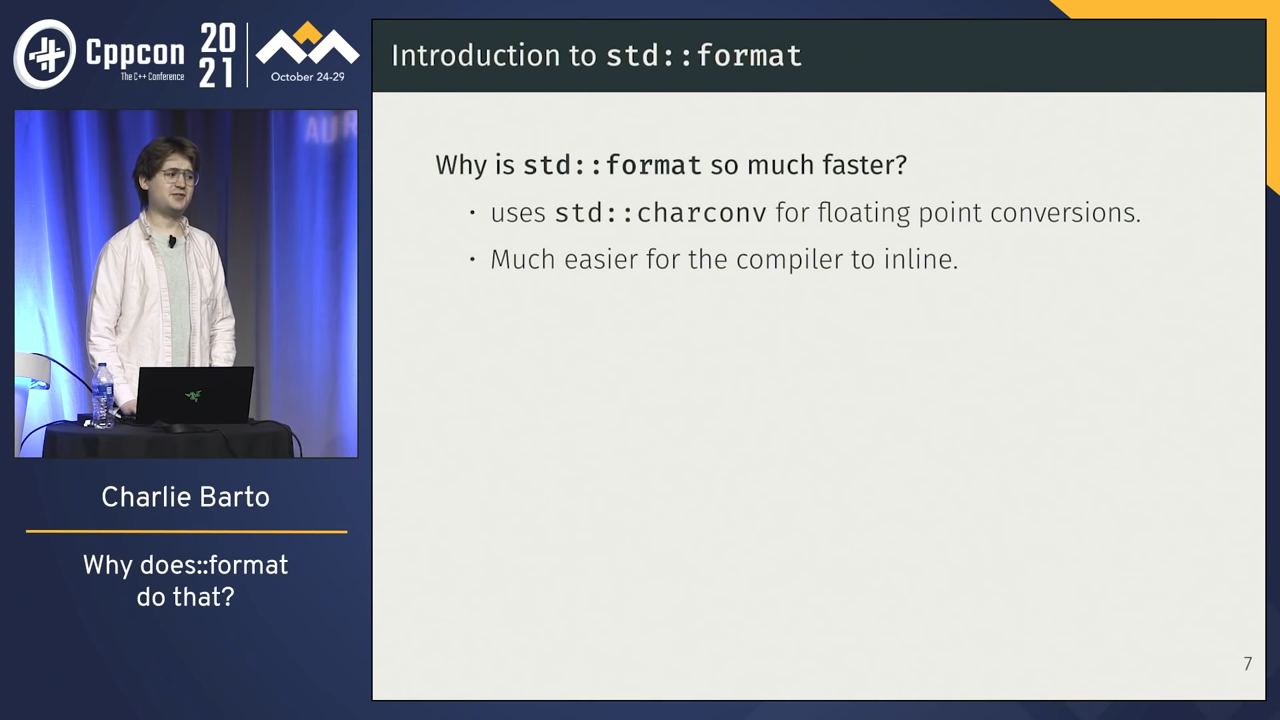 Cppcon
The C++ Conference
20
21
October 24-29
Introduction to std::format
Why is std::format so much faster?
· uses std::charconv for floating point conversions.
· Much easier for the compiler to inline.
7
AUR
Charlie Barto
Why does::format
do that?